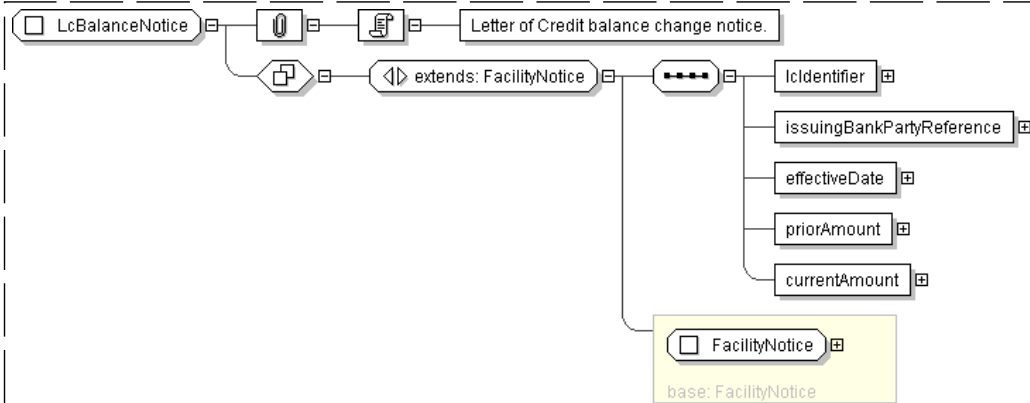 LcBalanceNotice
Letter of Credit balance change notice.
extends: FacilityNotice
lcIdentifier
issuingBankPartyReference
effectiveDate
priorAmount
currentAmount
FacilityNotice
base: FacilityNotice